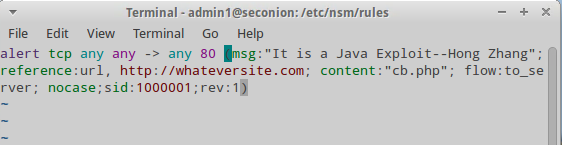 Terminal - admin1@seconion: /etc/nsm/rules
File Edit View Terminal Go Help
alert tcp any any -> any 80 (msg:"It is a Java Exploit--Hong Zhang";
reference:url, http://whateversite.com; content:"cb.php"; flow:to_se
rver; nocase;sid:1000001;rev:1)
~
~
~